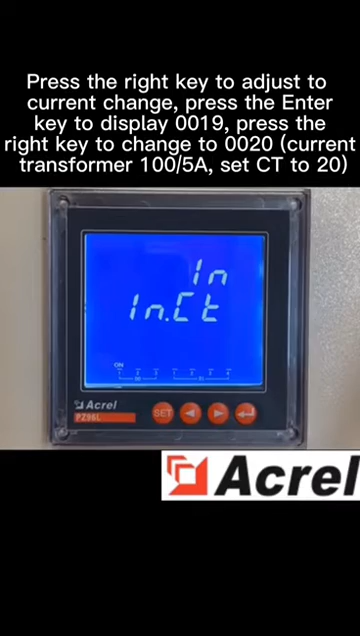 Press the right key to adjust to
current change, press the Enter
key to display 0019, press the
right key to change to 0020 (current
transformer 100/5A, set CT to 20)
In
In.Ct
ON
Acrel
PZ96L
SET
Acrel